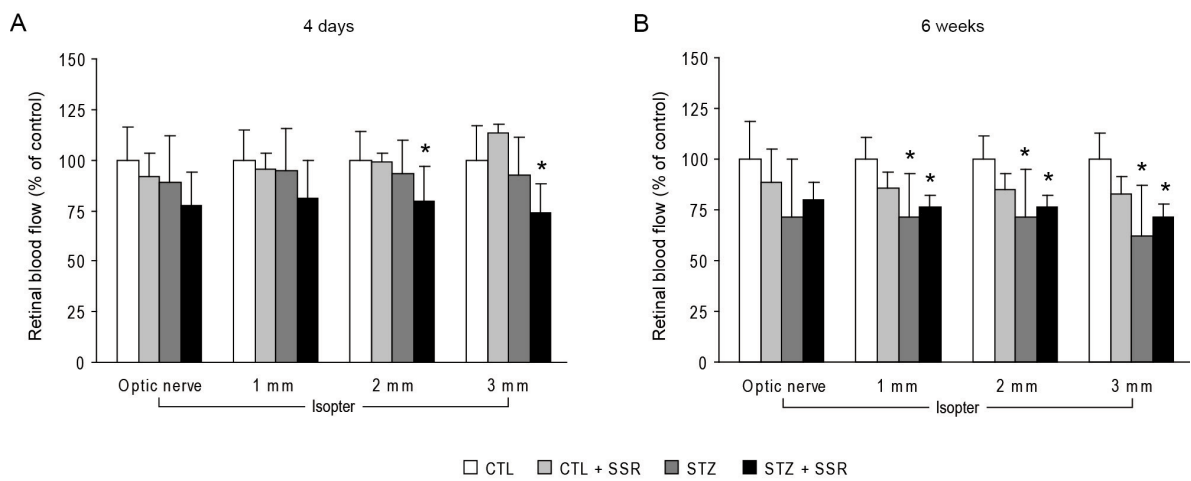 A
4 days
Retinal blood flow (% of control)
150
125
100
75
50
25
0
*
*
Optic nerve
1 mm
2 mm
3 mm
Isopter
B
6 weeks
Retinal blood flow (% of control)
150
125
100
75
50
25
0
*
*
*
*
*
*
Optic nerve
1 mm
2 mm
3 mm
Isopter
CTL CTL + SSR STZ STZ + SSR